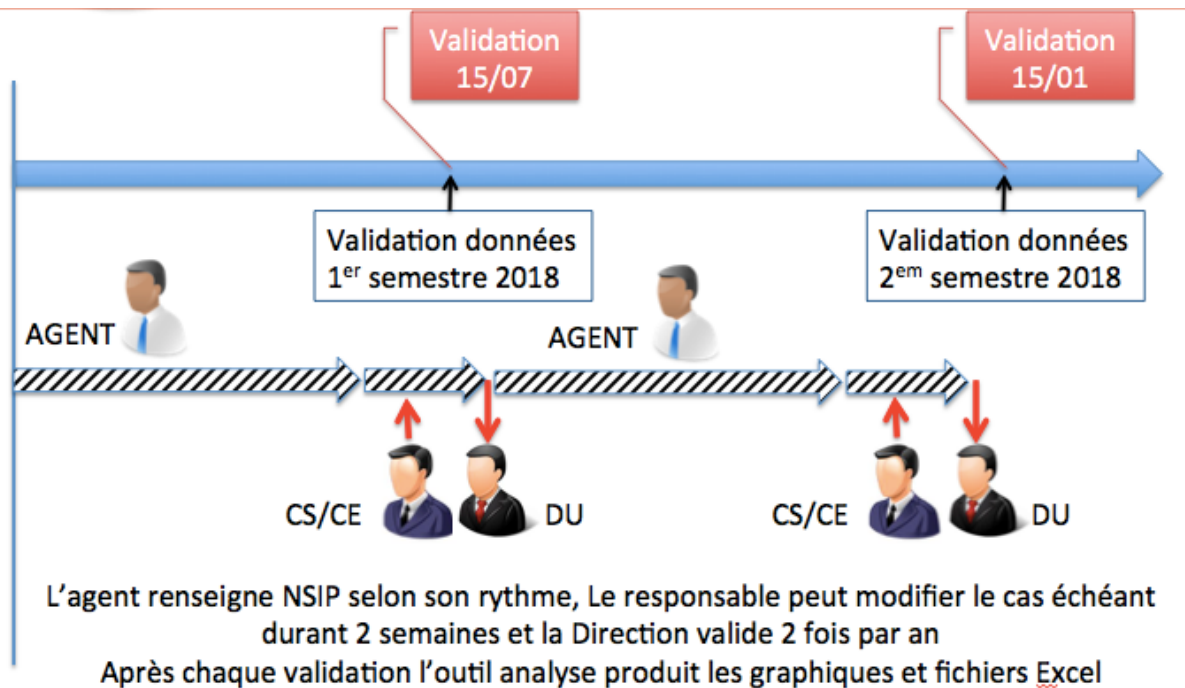 Validation
15/07
Validation
15/01
Validation données
1er semestre 2018
Validation données
2em semestre 2018
AGENT
AGENT
CS/CE
DU
CS/CE
DU
L’agent renseigne NSIP selon son rythme, Le responsable peut modifier le cas échéant
durant 2 semaines et la Direction valide 2 fois par an
Après chaque validation l’outil analyse produit les graphiques et fichiers Excel